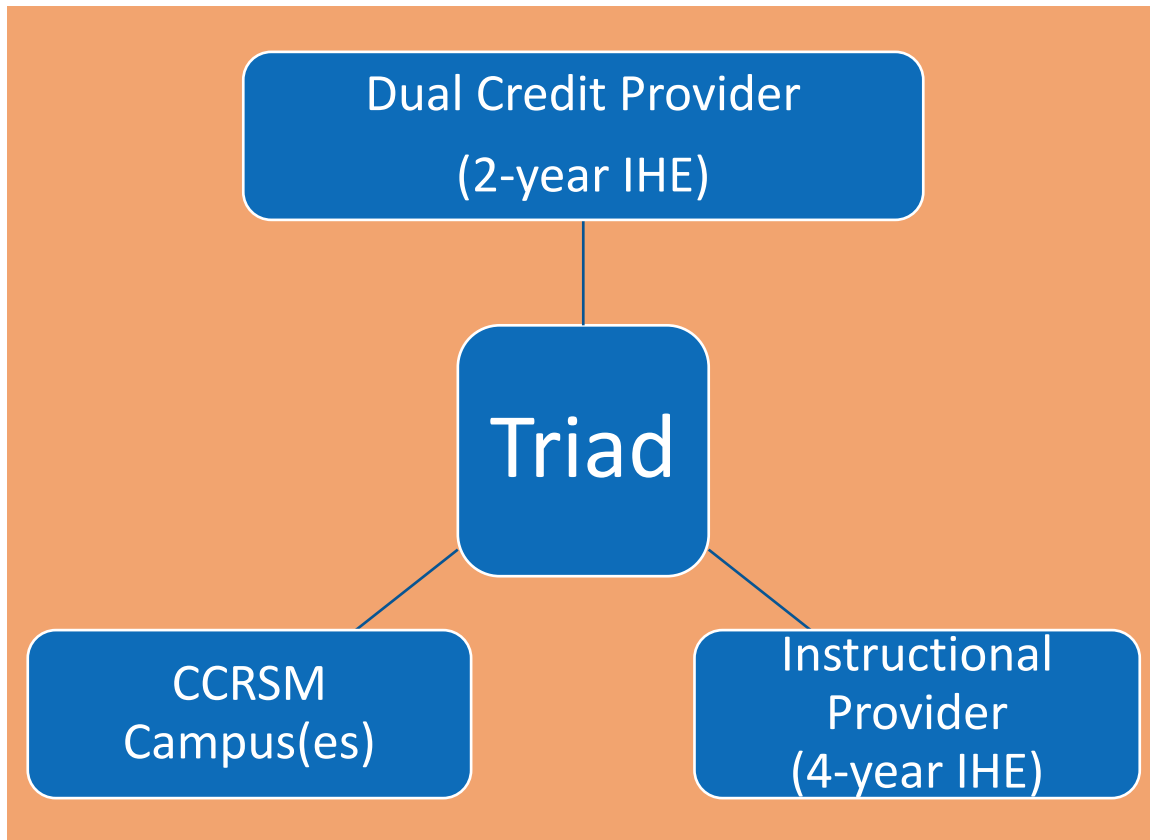 Dual Credit Provider
(2-year IHE)
Triad
CCRSM
Campus(es)
Instructional
Provider
(4-year IHE)